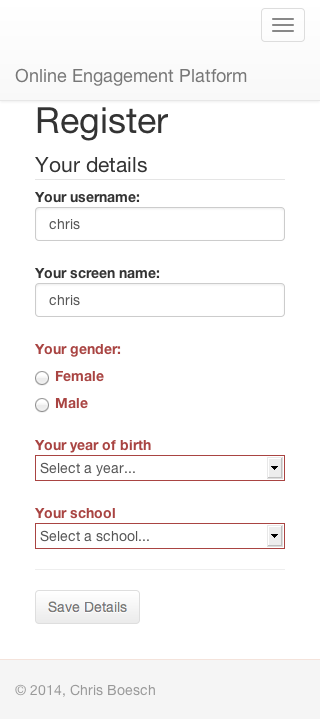 Online Engagement Platform
Register
Your details
Your username:
chris
Your screen name:
chris
Your gender:
Female
Male
Your year of birth
Select a year...
Your school
Select a school...
Save Details
© 2014, Chris Boesch